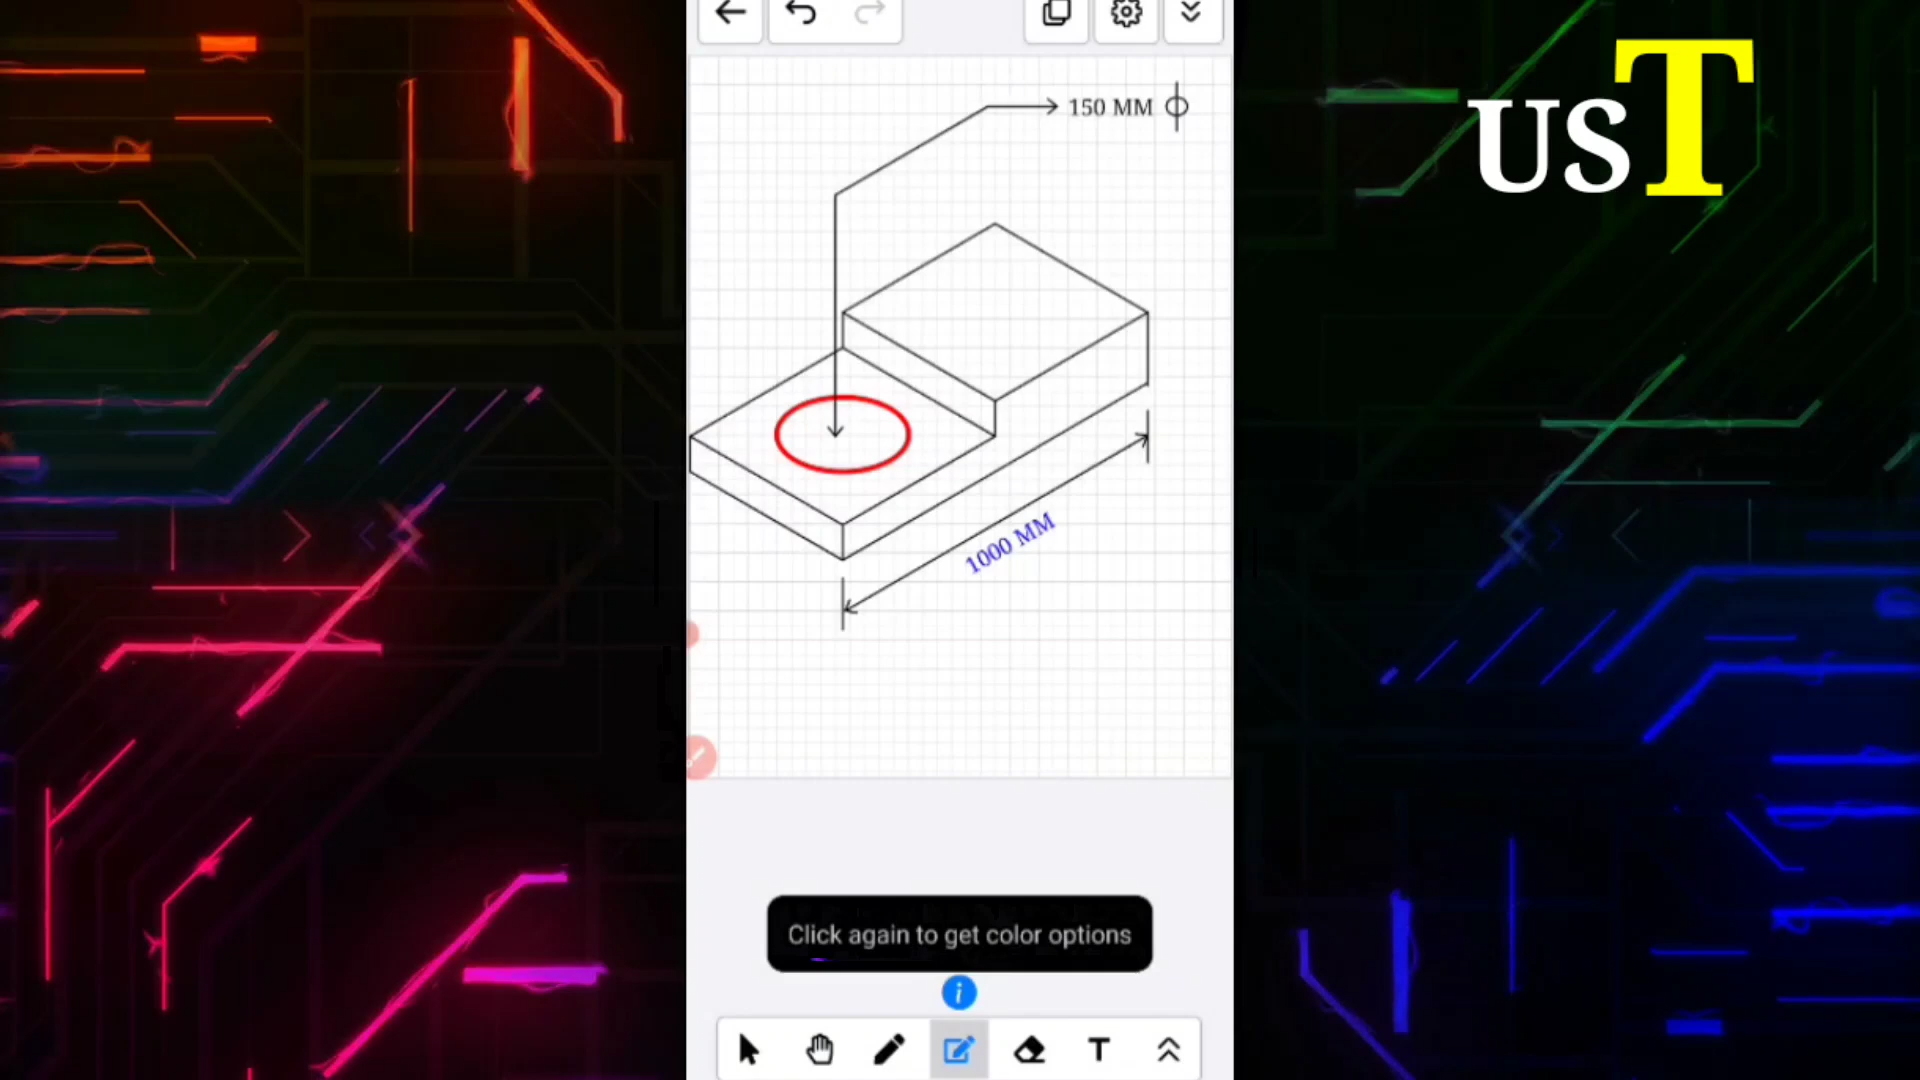 150 MM ϕ
UST
1000 MM
Click again to get color options
i
T